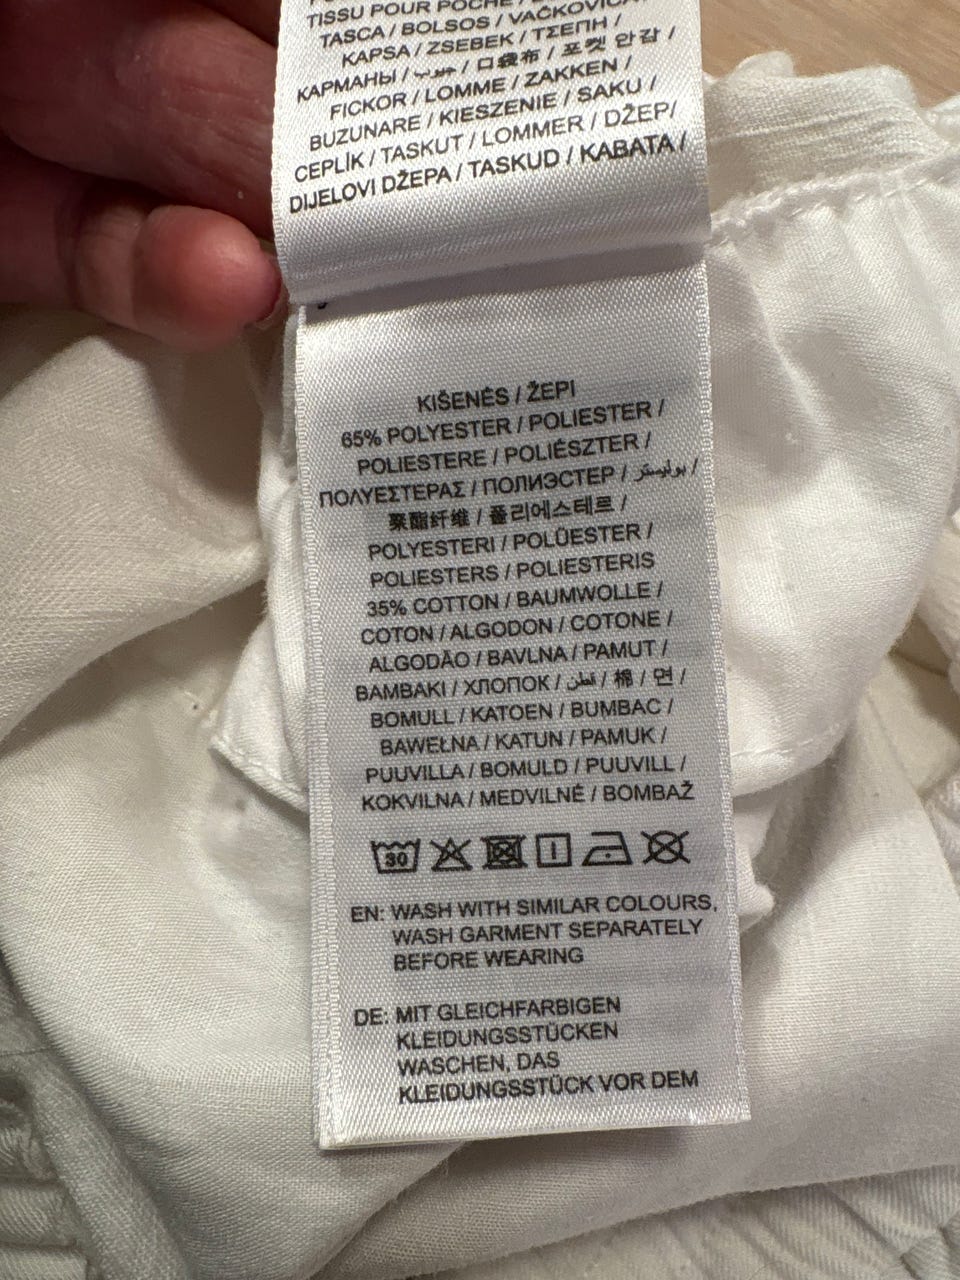 TISSU POUR POCHE /
TASCA / BOLSOS / VAČKOVICA
KAPSA / ZSEBEK / ΤΣΕΠΗ /
КАРМАНЫ / جيوب / 口袋布 / 포켓 안감 /
FICKOR / LOMME / ZAKKEN /
BUZUNARE / KIESZENIE / SAKU /
CEPLİK / TASKUT / LOMMER / DŽEP/
DIJELOVI DŽEPA / TASKUD / KABATA /
KIŠENĖS / ŽEPI
65% POLYESTER / POLIESTER /
POLIESTERE / POLIÉSZTER /
ΠΟΛΥΕΣΤΕΡΑΣ / ПОЛИЭСТЕР / بوليستر /
聚酯纤维 / 폴리에스테르 /
POLYESTERI / POLÜESTER /
POLIESTERS / POLIESTERIS
35% COTTON / BAUMWOLLE /
COTON / ALGODON / COTONE /
ALGODÃO / BAVLNA / PAMUT /
BAMBAKI / ХЛОПОК / قطن / 棉 / 면 /
BOMULL / KATOEN / BUMBAC /
BAWEŁNA / KATUN / PAMUK /
PUUVILLA / BOMULD / PUUVILL /
KOKVILNA / MEDVILNĖ / BOMBAŽ
30
EN: WASH WITH SIMILAR COLOURS,
WASH GARMENT SEPARATELY
BEFORE WEARING
DE: MIT GLEICHFARBIGEN
KLEIDUNGSSTÜCKEN
WASCHEN, DAS
KLEIDUNGSSTÜCK VOR DEM